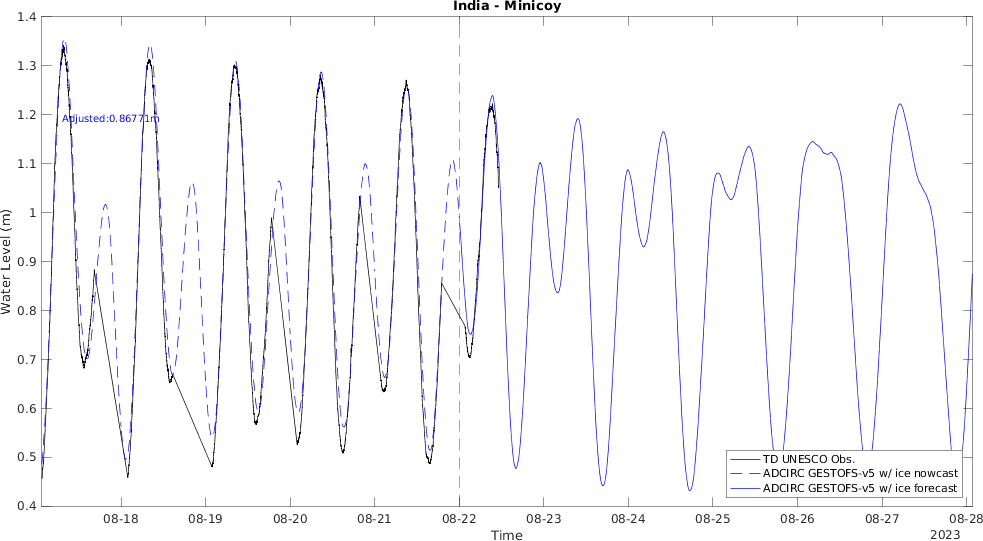 India - Minicoy
1.4
1.3
1.2
1.1
1
0.9
0.8
0.7
0.6
0.5
0.4
Water Level (m)
Adjusted:0.86771m
TD UNESCO Obs.
ADCIRC GESTOFS-v5 w/ ice nowcast
ADCIRC GESTOFS-v5 w/ ice forecast
08-18 08-19 08-20 08-21 08-22 08-23 08-24 08-25 08-26 08-27 08-28
Time
2023